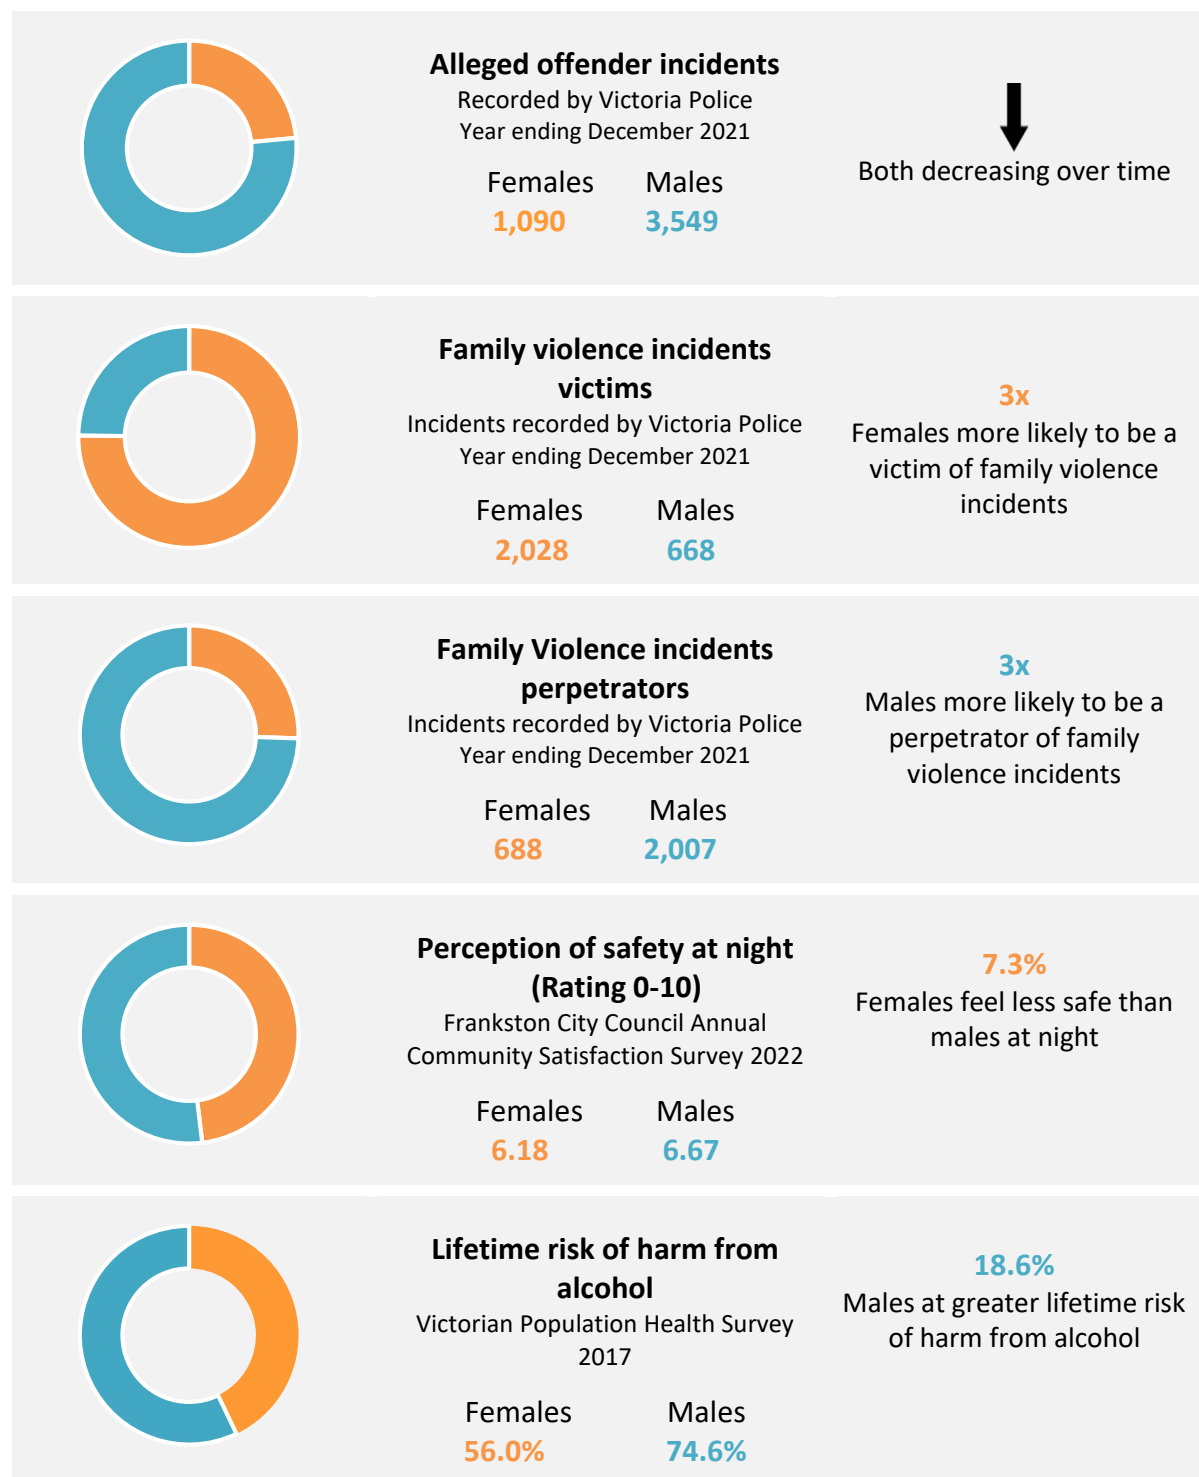 Alleged offender incidents
Recorded by Victoria Police
Year ending December 2021
Females Males
1,090 3,549
Both decreasing over time
Family violence incidents
victims
Incidents recorded by Victoria Police
Year ending December 2021
Females Males
2,028 668
3x
Females more likely to be a
victim of family violence
incidents
Family Violence incidents
perpetrators
Incidents recorded by Victoria Police
Year ending December 2021
Females Males
688 2,007
3x
Males more likely to be a
perpetrator of family
violence incidents
Perception of safety at night
(Rating 0-10)
Frankston City Council Annual
Community Satisfaction Survey 2022
Females Males
6.18 6.67
7.3%
Females feel less safe than
males at night
Lifetime risk of harm from
alcohol
Victorian Population Health Survey
2017
Females Males
56.0% 74.6%
18.6%
Males at greater lifetime risk
of harm from alcohol